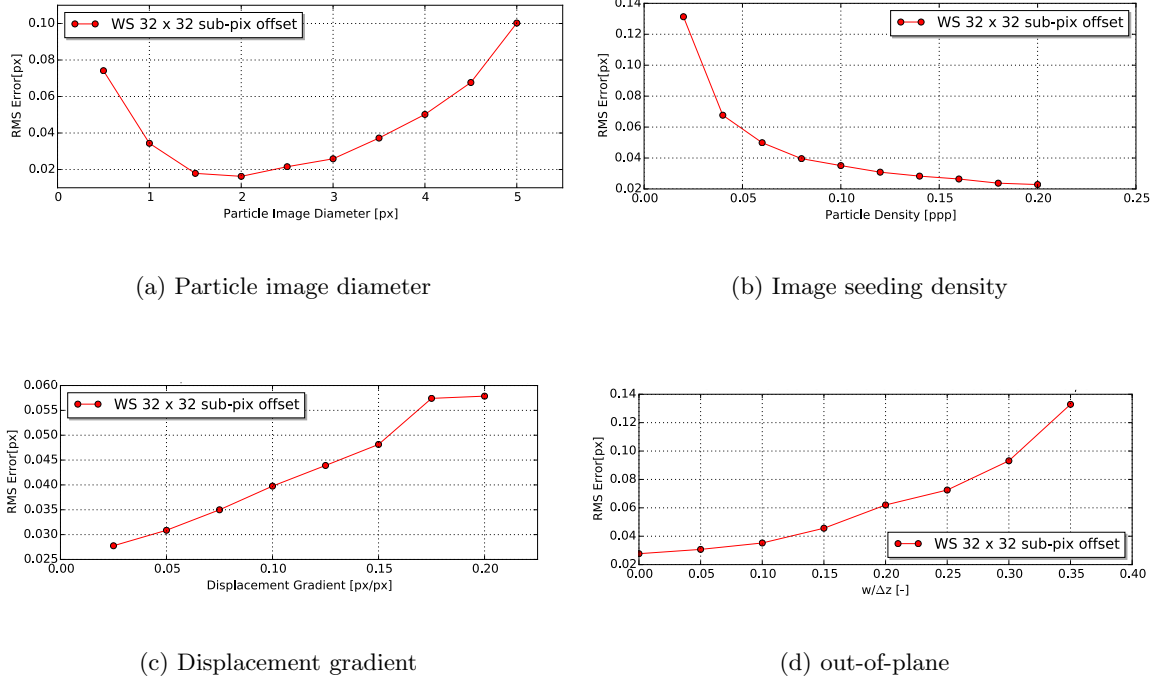 0.10
0.08
0.06
0.04
0.02
RMS Error[px]
WS 32 x 32 sub-pix offset
0 1 2 3 4 5
Particle Image Diameter [px]
(a) Particle image diameter
0.14
0.12
0.10
0.08
0.06
0.04
0.02
RMS Error[px]
WS 32 x 32 sub-pix offset
0.00 0.05 0.10 0.15 0.20 0.25
Particle Density [ppp]
(b) Image seeding density
0.060
0.055
0.050
0.045
0.040
0.035
0.030
0.025
RMS Error[px]
WS 32 x 32 sub-pix offset
0.00 0.05 0.10 0.15 0.20
Displacement Gradient [px/px]
(c) Displacement gradient
0.14
0.12
0.10
0.08
0.06
0.04
0.02
RMS Error[px]
WS 32 x 32 sub-pix offset
0.00 0.05 0.10 0.15 0.20 0.25 0.30 0.35 0.40
w/Δz [-]
(d) out-of-plane